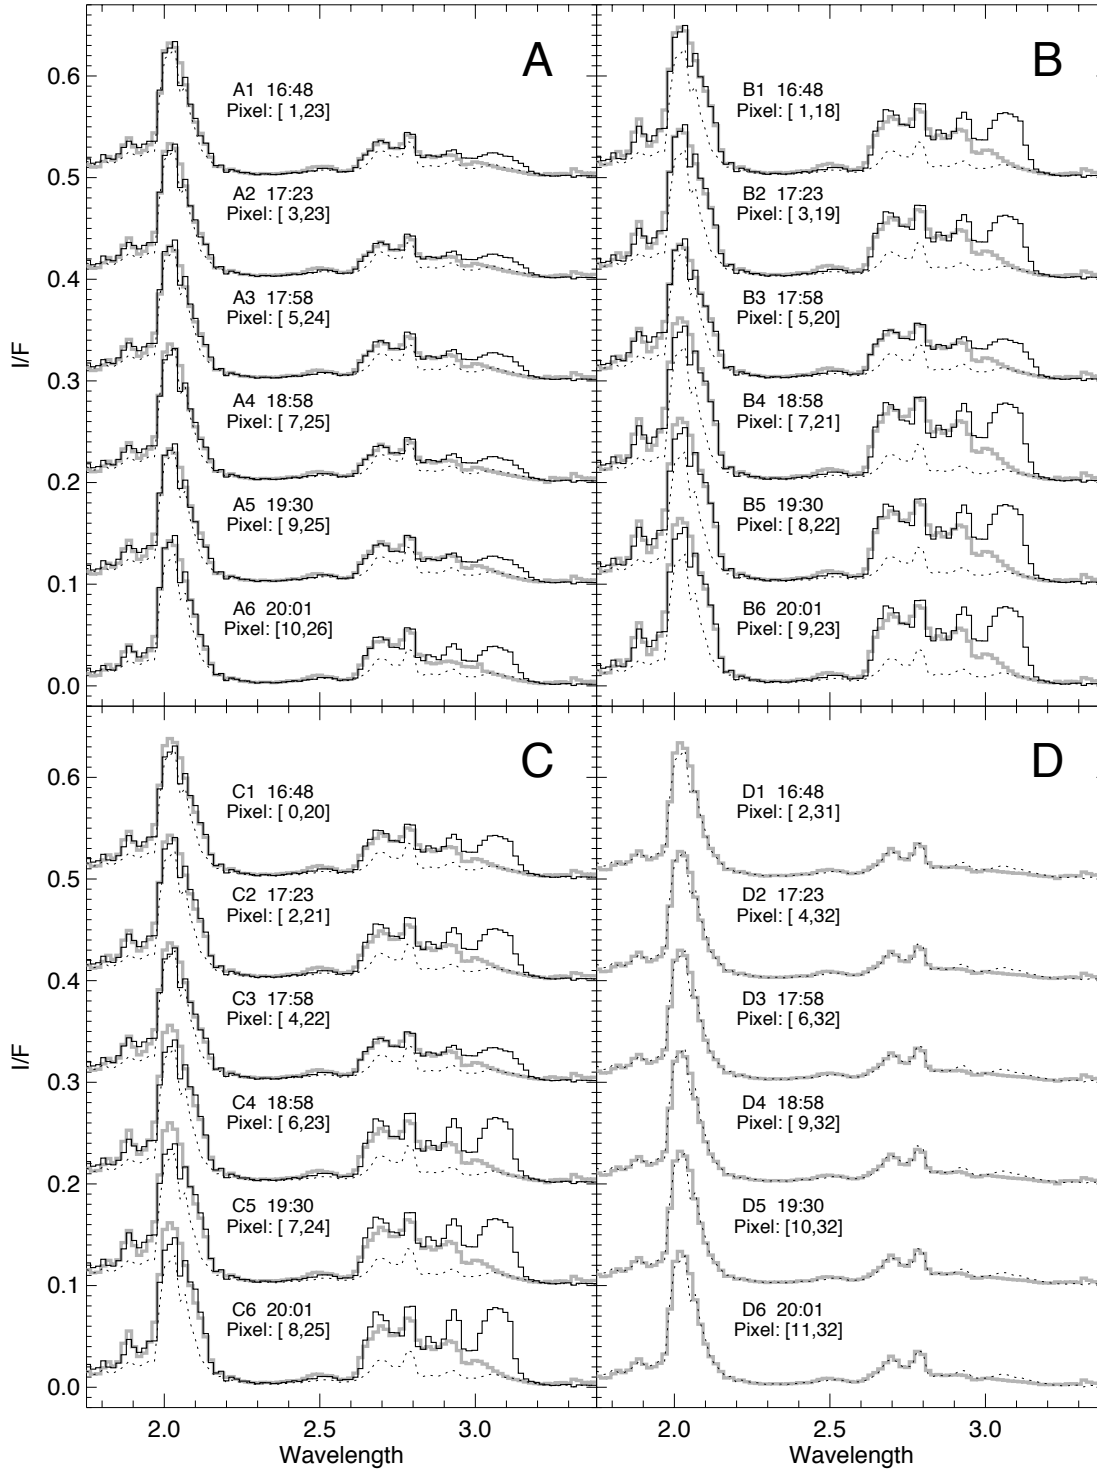 A
B
A1 16:48
Pixel: [ 1,23]
A2 17:23
Pixel: [ 3,23]
A3 17:58
Pixel: [ 5,24]
A4 18:58
Pixel: [ 7,25]
A5 19:30
Pixel: [ 9,25]
A6 20:01
Pixel: [10,26]
B1 16:48
Pixel: [ 1,18]
B2 17:23
Pixel: [ 3,19]
B3 17:58
Pixel: [ 5,20]
B4 18:58
Pixel: [ 7,21]
B5 19:30
Pixel: [ 8,22]
B6 20:01
Pixel: [ 9,23]
0.6
0.5
0.4
0.3
0.2
0.1
0.0
I/F
C
D
C1 16:48
Pixel: [ 0,20]
C2 17:23
Pixel: [ 2,21]
C3 17:58
Pixel: [ 4,22]
C4 18:58
Pixel: [ 6,23]
C5 19:30
Pixel: [ 7,24]
C6 20:01
Pixel: [ 8,25]
D1 16:48
Pixel: [ 2,31]
D2 17:23
Pixel: [ 4,32]
D3 17:58
Pixel: [ 6,32]
D4 18:58
Pixel: [ 9,32]
D5 19:30
Pixel: [10,32]
D6 20:01
Pixel: [11,32]
0.6
0.5
0.4
0.3
0.2
0.1
0.0
I/F
2.0 2.5 3.0
Wavelength
2.0 2.5 3.0
Wavelength